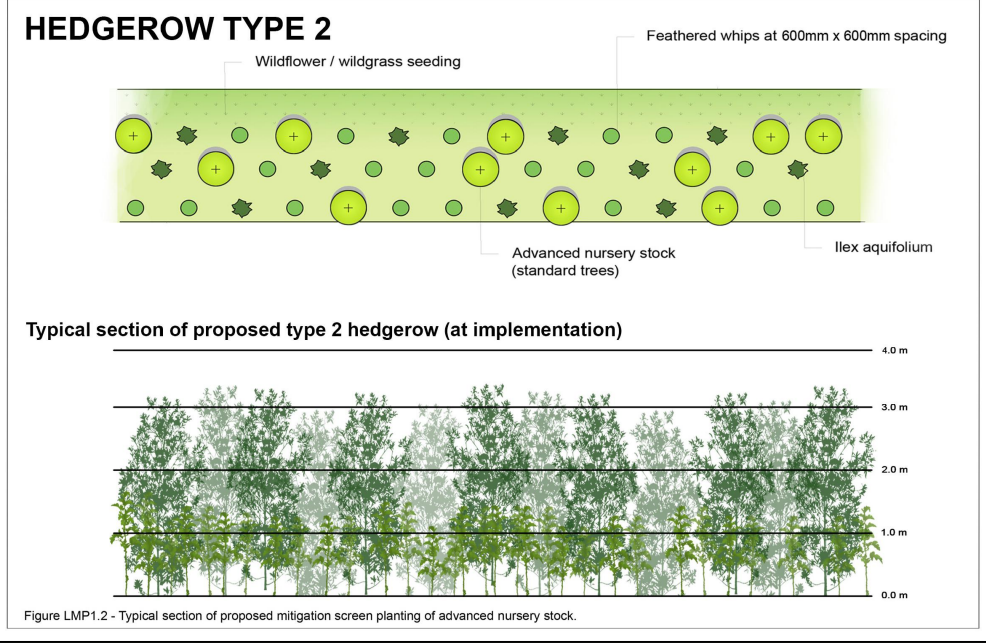 HEDGEROW TYPE 2
Feathered whips at 600mm x 600mm spacing
Wildflower / wildgrass seeding
Ilex aquifolium
Advanced nursery stock
(standard trees)
Typical section of proposed type 2 hedgerow (at implementation)
4.0 m
3.0 m
2.0 m
1.0 m
0.0 m
Figure LMP1.2 - Typical section of proposed mitigation screen planting of advanced nursery stock.